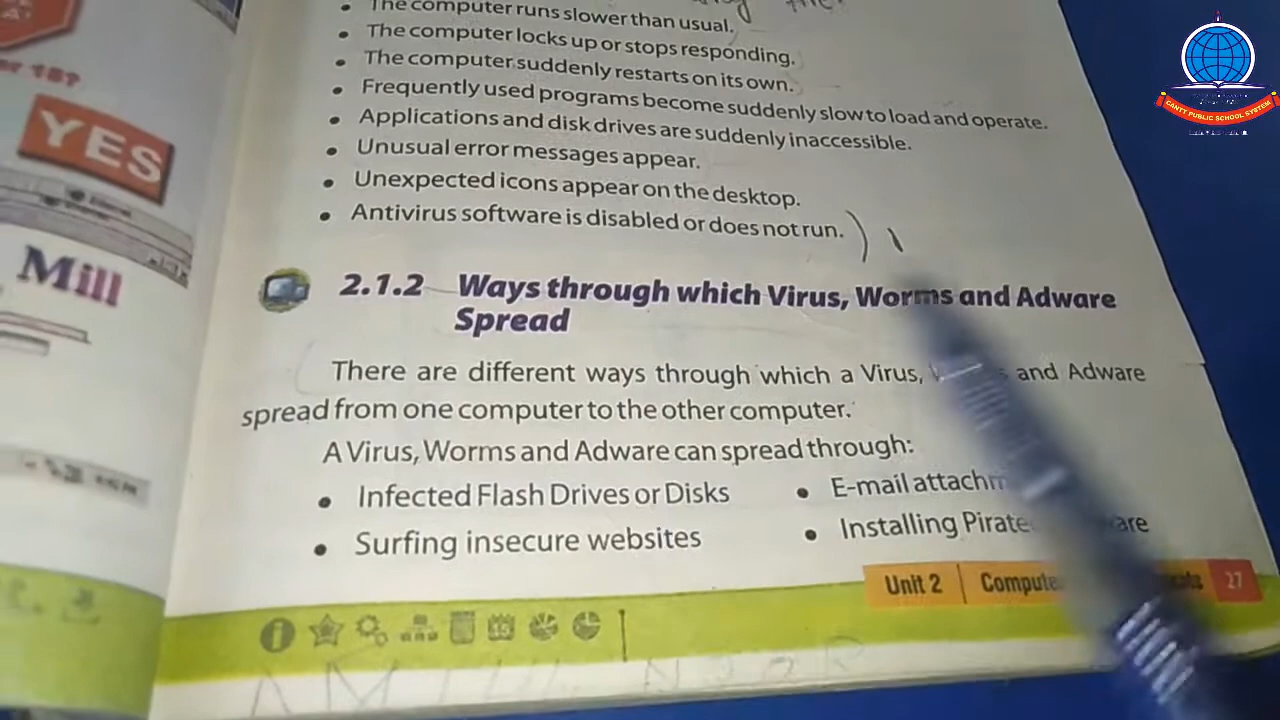 • The computer runs slower than usual.
• The computer locks up or stops responding.
• The computer suddenly restarts on its own.
• Frequently used programs become suddenly slow to load and operate.
• Applications and disk drives are suddenly inaccessible.
• Unusual error messages appear.
• Unexpected icons appear on the desktop.
• Antivirus software is disabled or does not run.
2.1.2 Ways through which Virus, Worms and Adware
Spread
There are different ways through which a Virus, and Adware
spread from one computer to the other computer.
A Virus, Worms and Adware can spread through:
• Infected Flash Drives or Disks
• E-mail
• Surfing insecure websites
• Installing
Unit 2 27
YES
Mill
CANTT PUBLIC SCHOOL SYSTEM